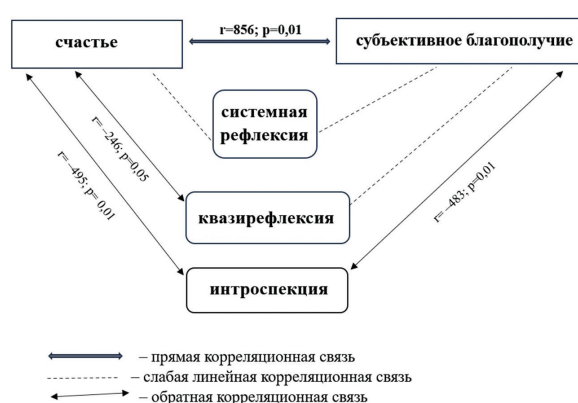 r=856; p=0,01
счастье
субъективное благополучие
системная
рефлексия
r= –246; p=0,05
r= –495; p= 0,01
r= –483; p=0,01
квазирефлексия
интроспекция
– прямая корреляционная связь
– слабая линейная корреляционная связь
– обратная корреляционная связь